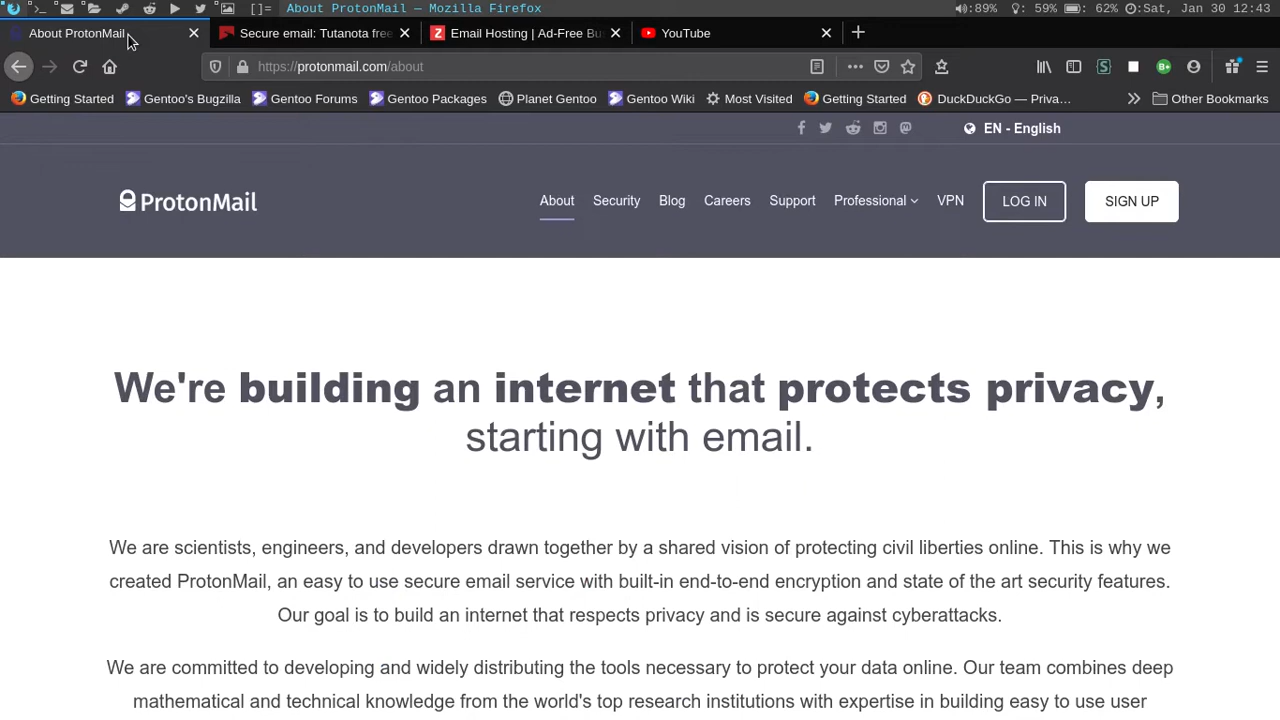 []= About ProtonMail — Mozilla Firefox 89% 59% 62% Sat, Jan 30 12:43
About ProtonMail Secure email: Tutanota free Email Hosting | Ad-Free Bu YouTube
https://protonmail.com/about
Getting Started Gentoo's Bugzilla Gentoo Forums Gentoo Packages Planet Gentoo Gentoo Wiki Most Visited Getting Started DuckDuckGo — Priva… Other Bookmarks
EN - English
ProtonMail About Security Blog Careers Support Professional VPN LOG IN SIGN UP
We're building an internet that protects privacy,
starting with email.
We are scientists, engineers, and developers drawn together by a shared vision of protecting civil liberties online. This is why we
created ProtonMail, an easy to use secure email service with built-in end-to-end encryption and state of the art security features.
Our goal is to build an internet that respects privacy and is secure against cyberattacks.
We are committed to developing and widely distributing the tools necessary to protect your data online. Our team combines deep
mathematical and technical knowledge from the world's top research institutions with expertise in building easy to use user